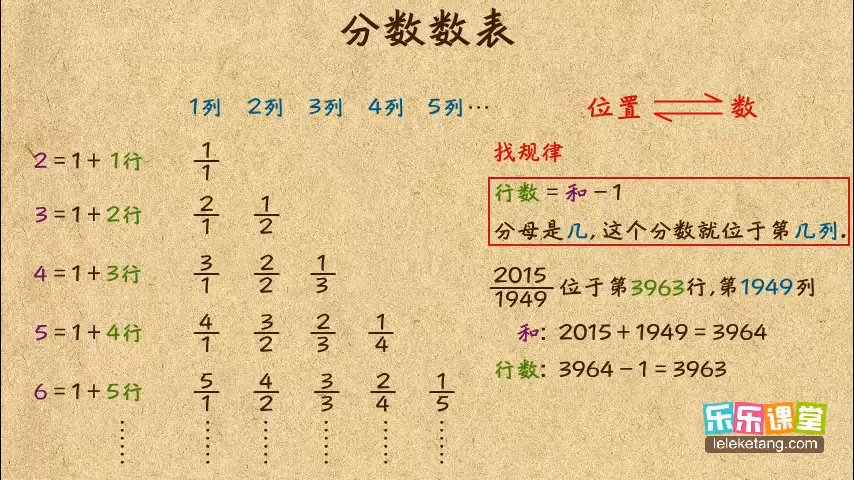 分数数表
1列 2列 3列 4列 5列…
位置 ⇌ 数
找规律
2=1+1行 1/1
行数=和-1
3=1+2行 2/1 1/2
分母是几,这个分数就位于第几列.
4=1+3行 3/1 2/2 1/3
2015/1949位于第3963行,第1949列
5=1+4行 4/1 3/2 2/3 1/4
和:2015+1949=3964
行数:3964-1=3963
6=1+5行 5/1 4/2 3/3 2/4 1/5
乐乐课堂
leleketang.com